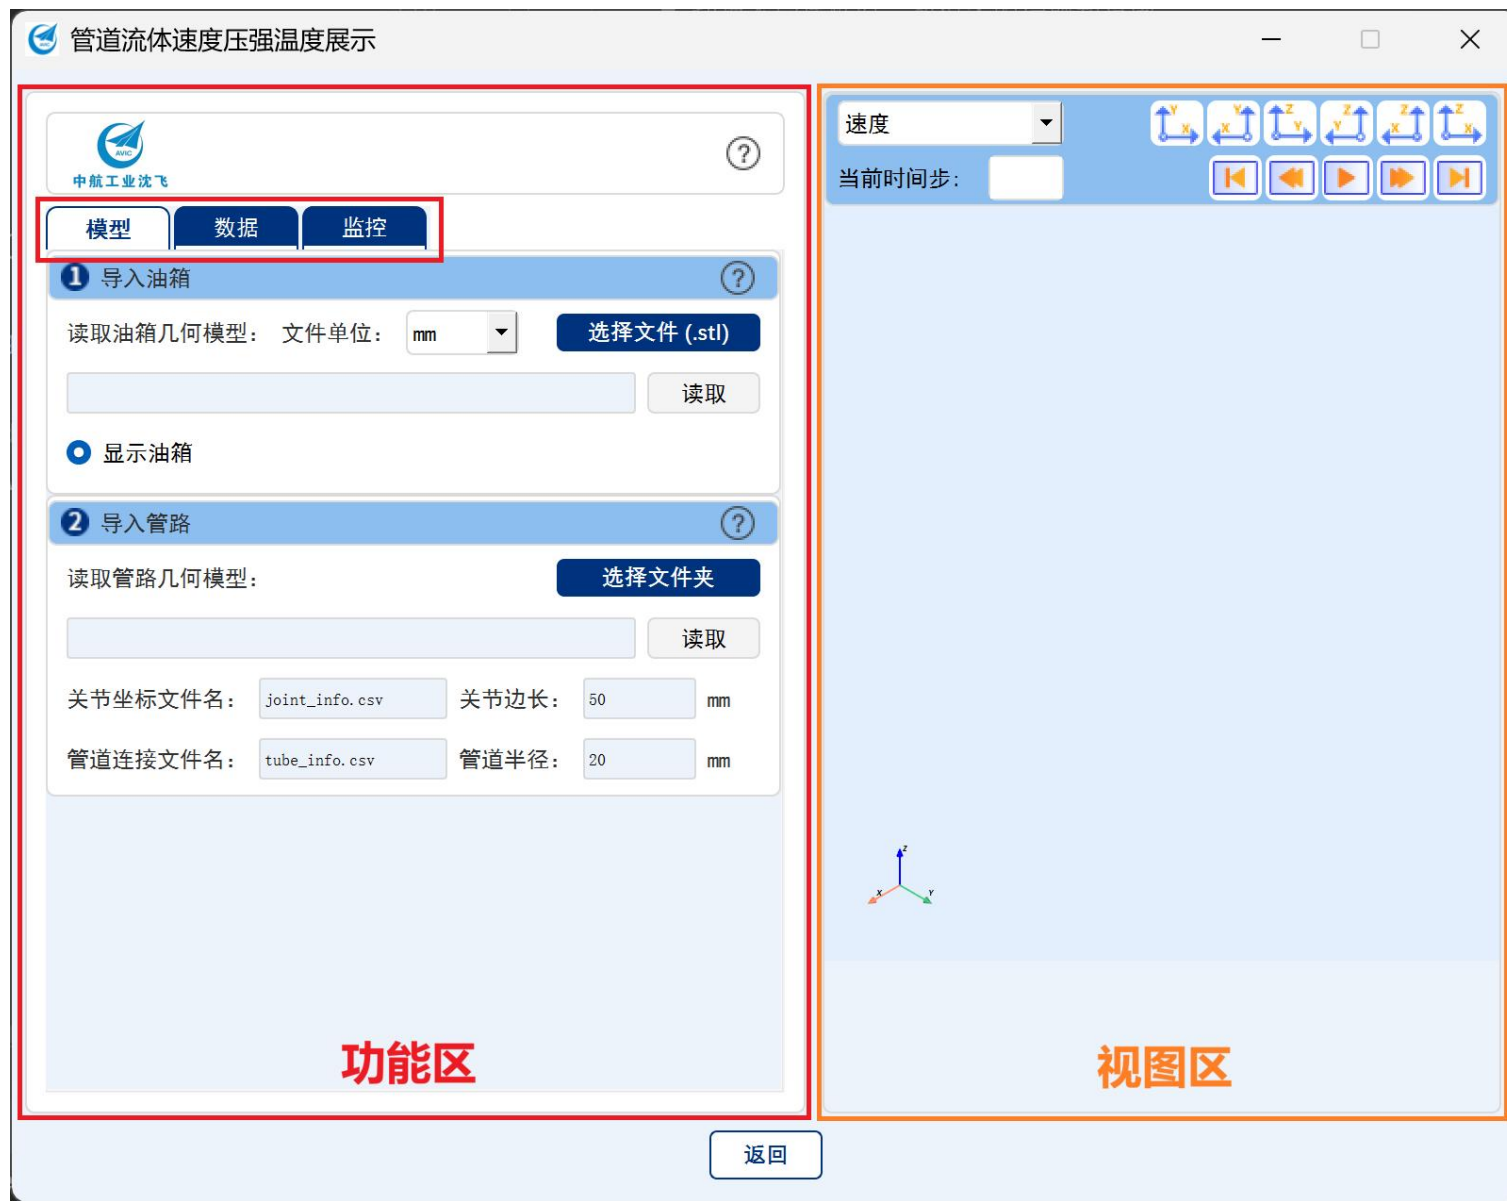 管道流体速度压强温度展示
AVIC
中航工业沈飞
?
模型 数据 监控
1 导入油箱 ?
读取油箱几何模型: 文件单位: mm 选择文件 (.stl)
读取
显示油箱
2 导入管路 ?
读取管路几何模型: 选择文件夹
读取
关节坐标文件名: joint_info.csv 关节边长: 50 mm
管道连接文件名: tube_info.csv 管道半径: 20 mm
功能区
速度
Y X Y X Z Y Z Y Z X Z X
当前时间步:
Z
X Y
视图区
返回